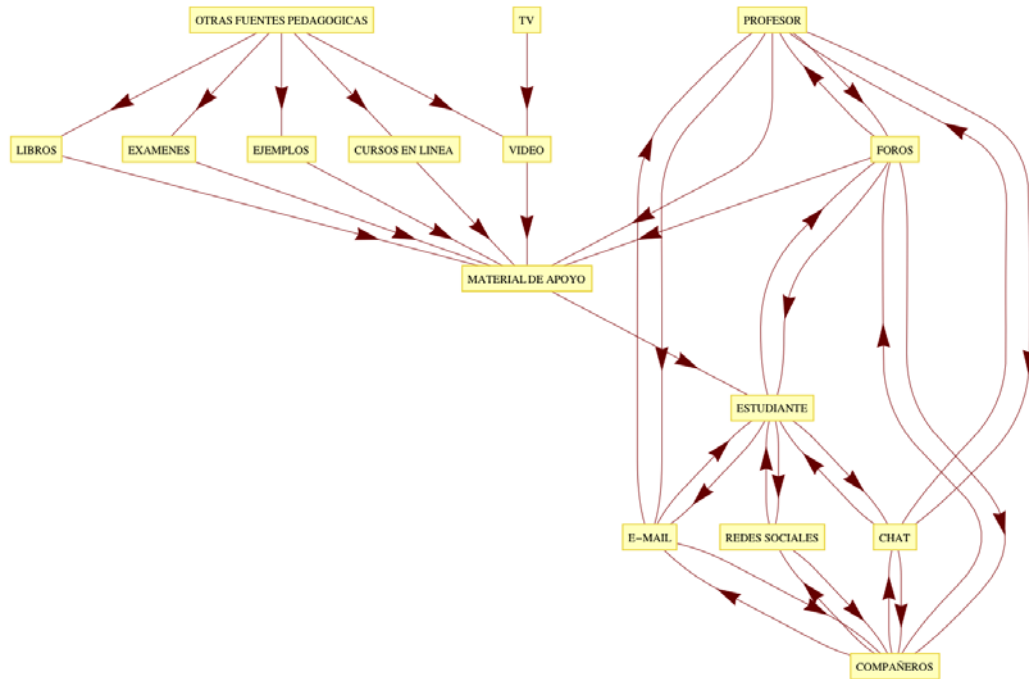 OTRAS FUENTES PEDAGOGICAS
TV
PROFESOR
LIBROS
EXAMENES
EJEMPLOS
CURSOS EN LINEA
VIDEO
FOROS
MATERIAL DE APOYO
ESTUDIANTE
E-MAIL
REDES SOCIALES
CHAT
COMPAÑEROS